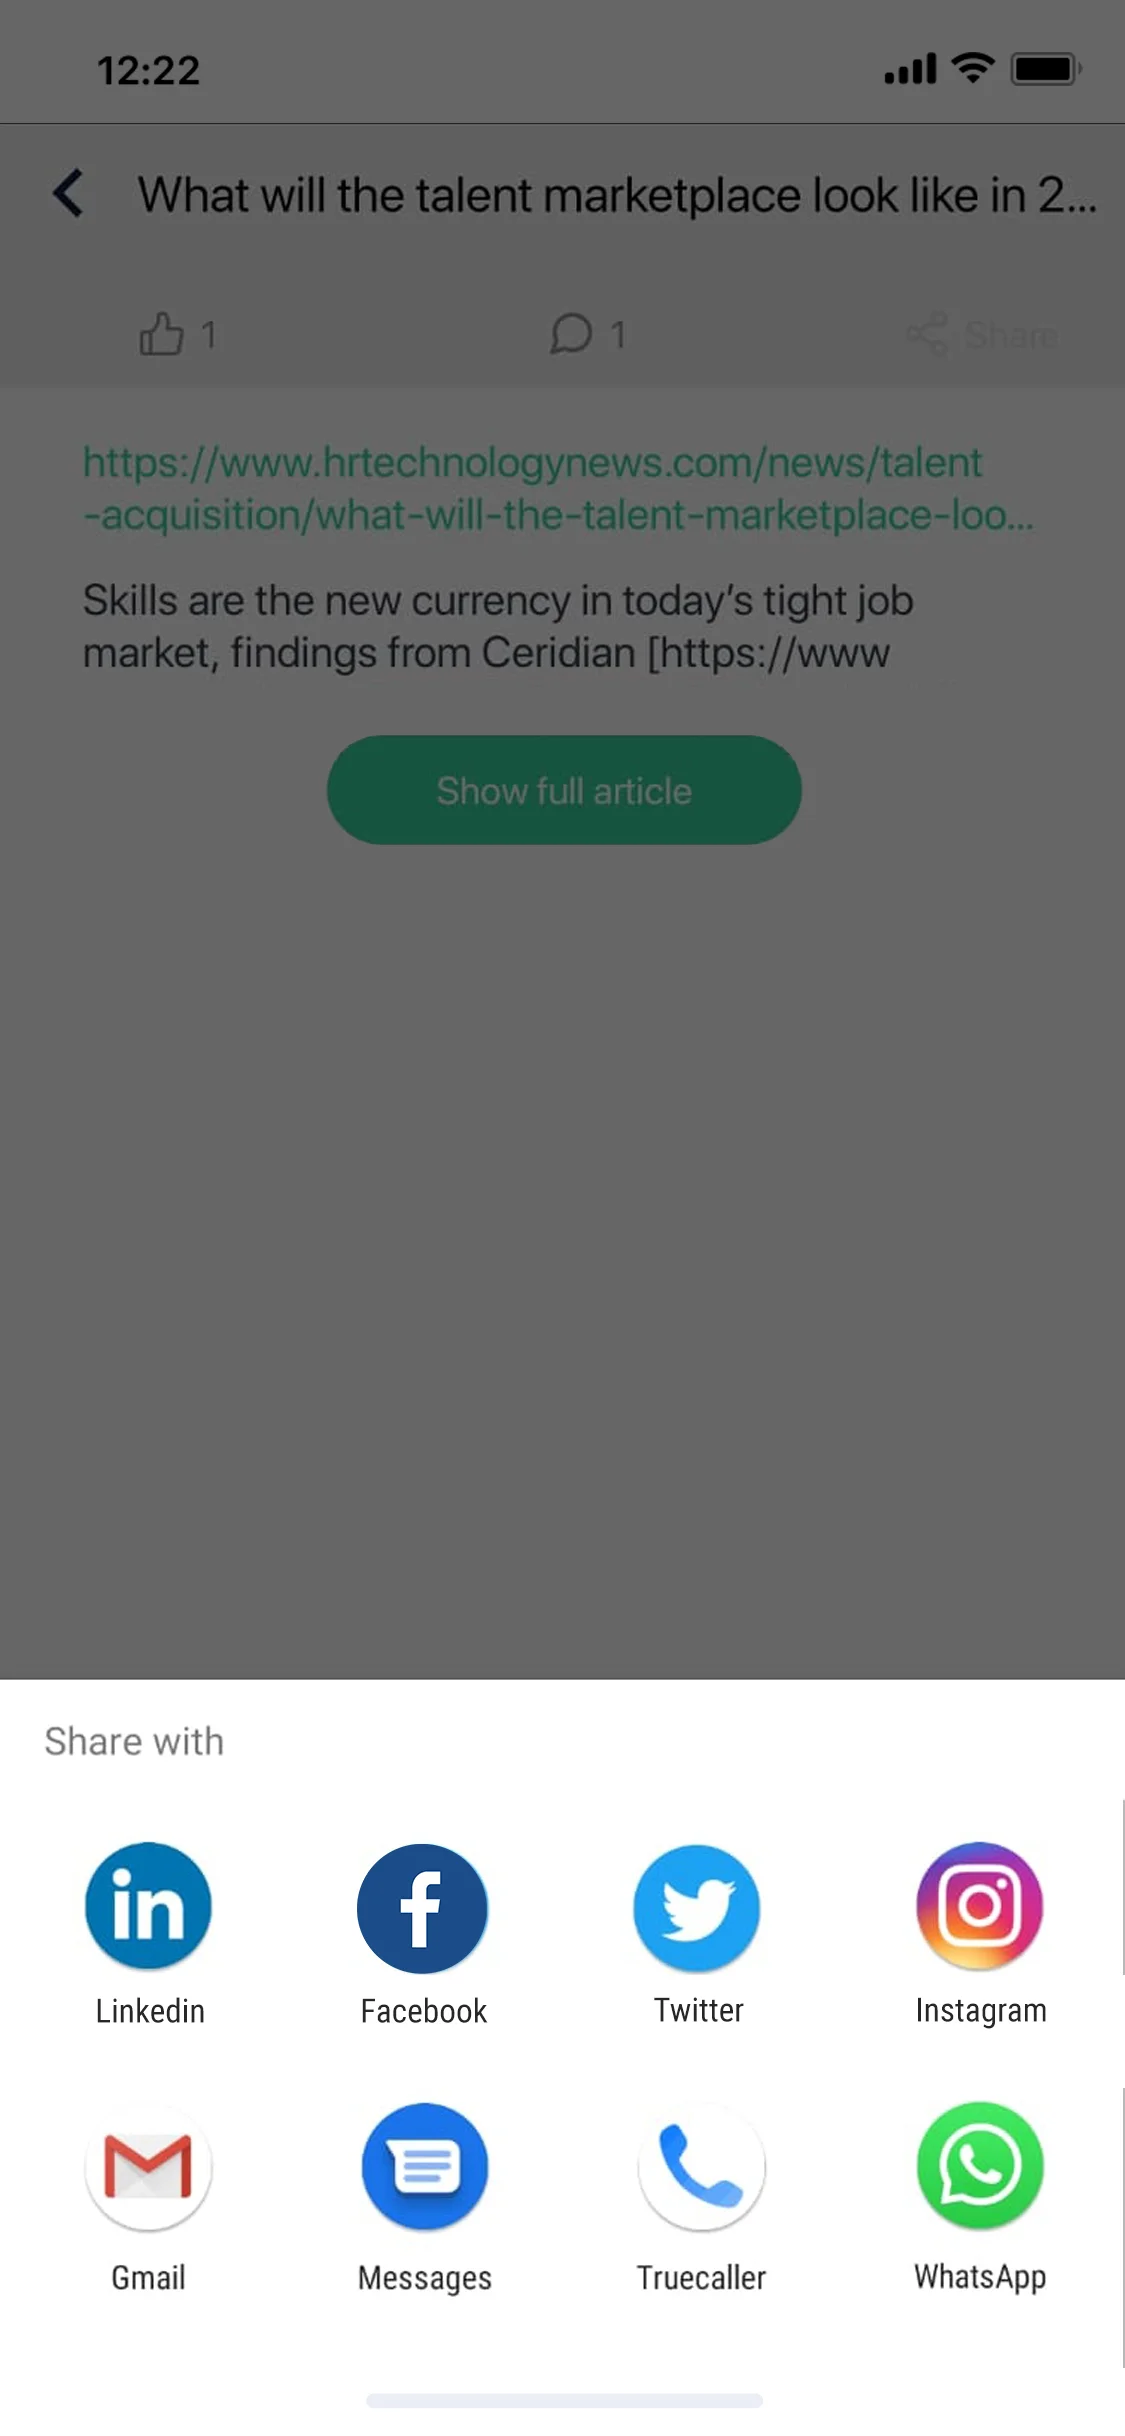 12:22
What will the talent marketplace look like in 2...
1
1
Share
https://www.hrtechnologynews.com/news/talent
-acquisition/what-will-the-talent-marketplace-loo...
Skills are the new currency in today's tight job
market, findings from Ceridian [https://www
Show full article
Share with
Linkedin
Facebook
Twitter
Instagram
Gmail
Messages
Truecaller
WhatsApp